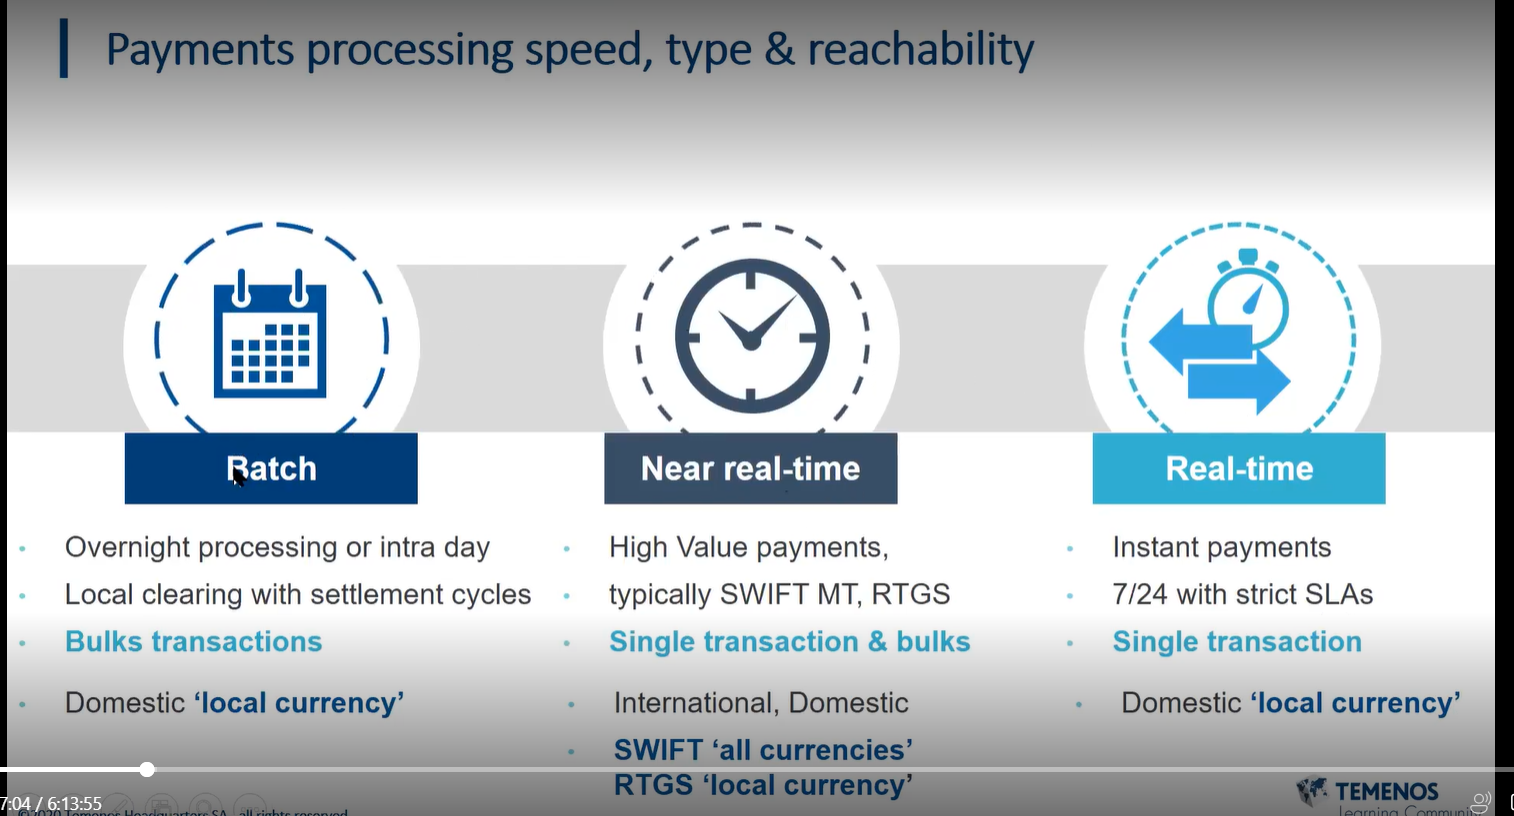 Payments processing speed, type & reachability
Batch
Overnight processing or intra day
Local clearing with settlement cycles
Bulks transactions
Domestic ‘local currency’
Near real-time
High Value payments,
typically SWIFT MT, RTGS
Single transaction & bulks
International, Domestic
SWIFT ‘all currencies’
RTGS ‘local currency’
Real-time
Instant payments
7/24 with strict SLAs
Single transaction
Domestic ‘local currency’
7:04 / 6:13:55
©2020 Temenos Headquarters SA, all rights reserved
TEMENOS
Learning